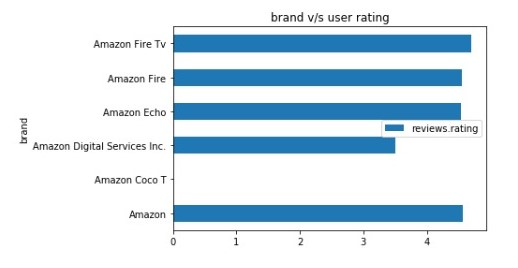 brand v/s user rating
Amazon Fire Tv
Amazon Fire
Amazon Echo
reviews.rating
brand
Amazon Digital Services Inc.
Amazon Coco T
Amazon
0 1 2 3 4